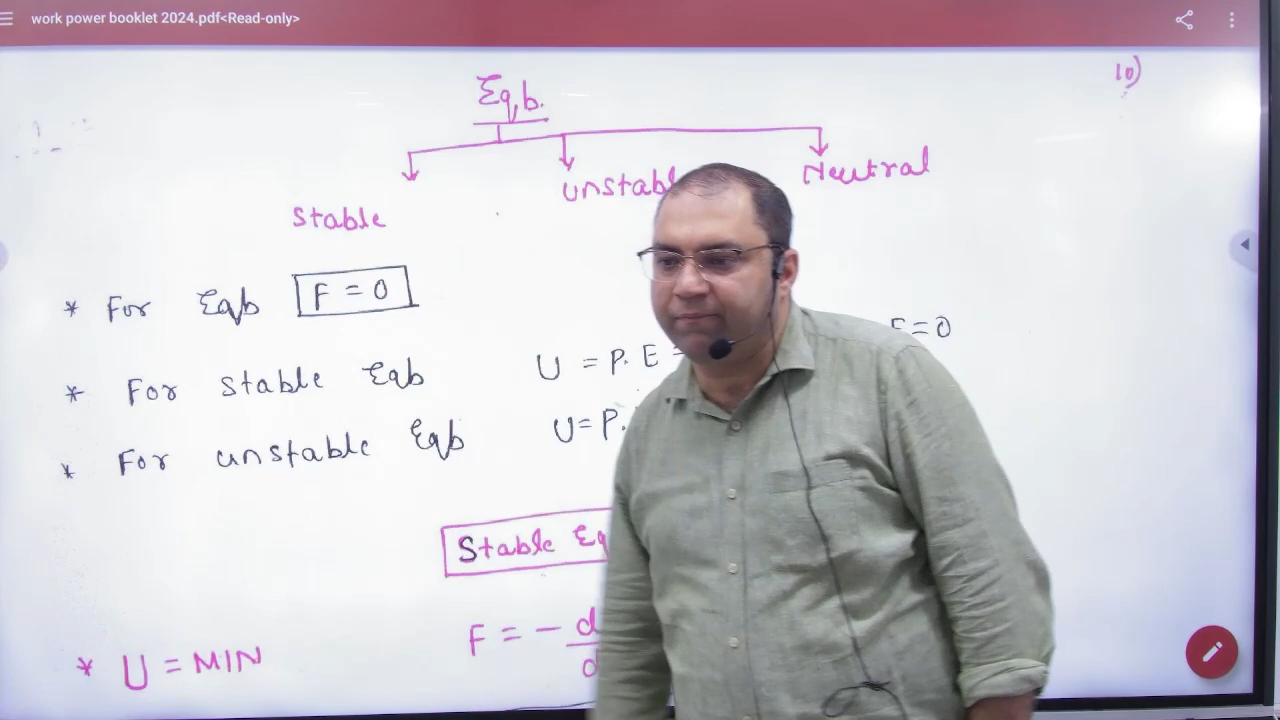 work power booklet 2024.pdf<Read-only>
10)
Eqb.
Stable unstabl Neutral
* For Eqb F = 0
* For stable Eqb U = P.E = F=0
* For unstable Eqb U=P.
Stable Eq
F = - d
d
* U = MIN